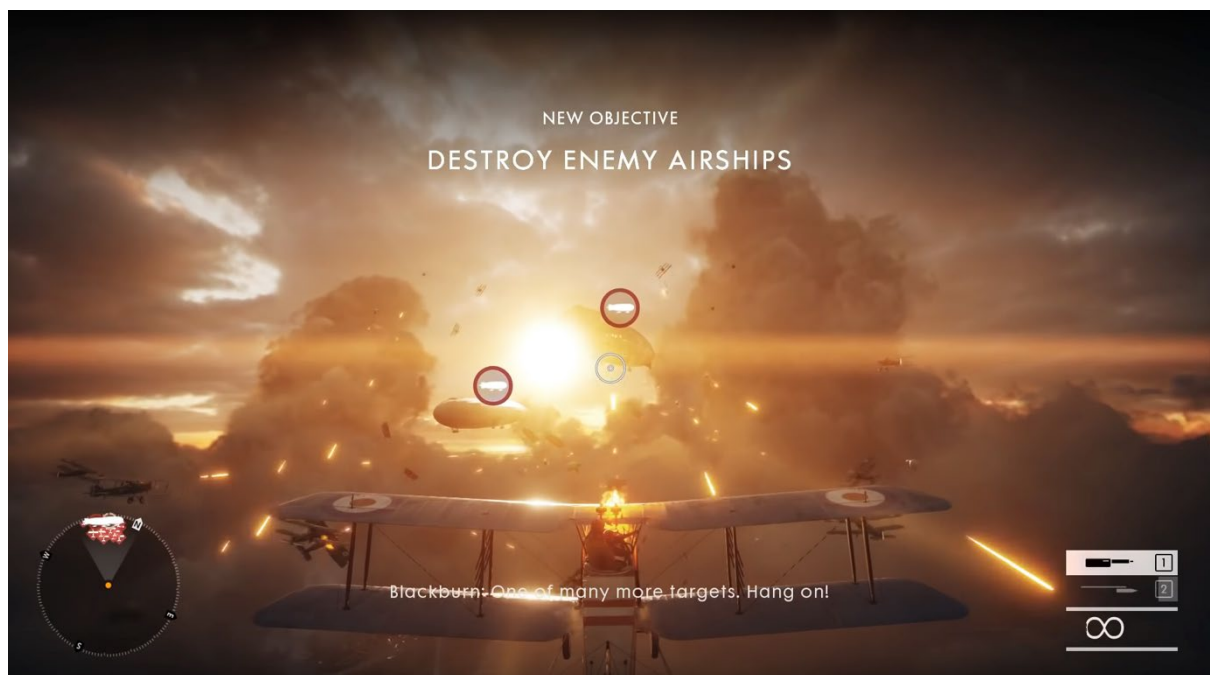 NEW OBJECTIVE
DESTROY ENEMY AIRSHIPS
Blackburn: One of many more targets. Hang on!
N
W
E
S
1
2
∞